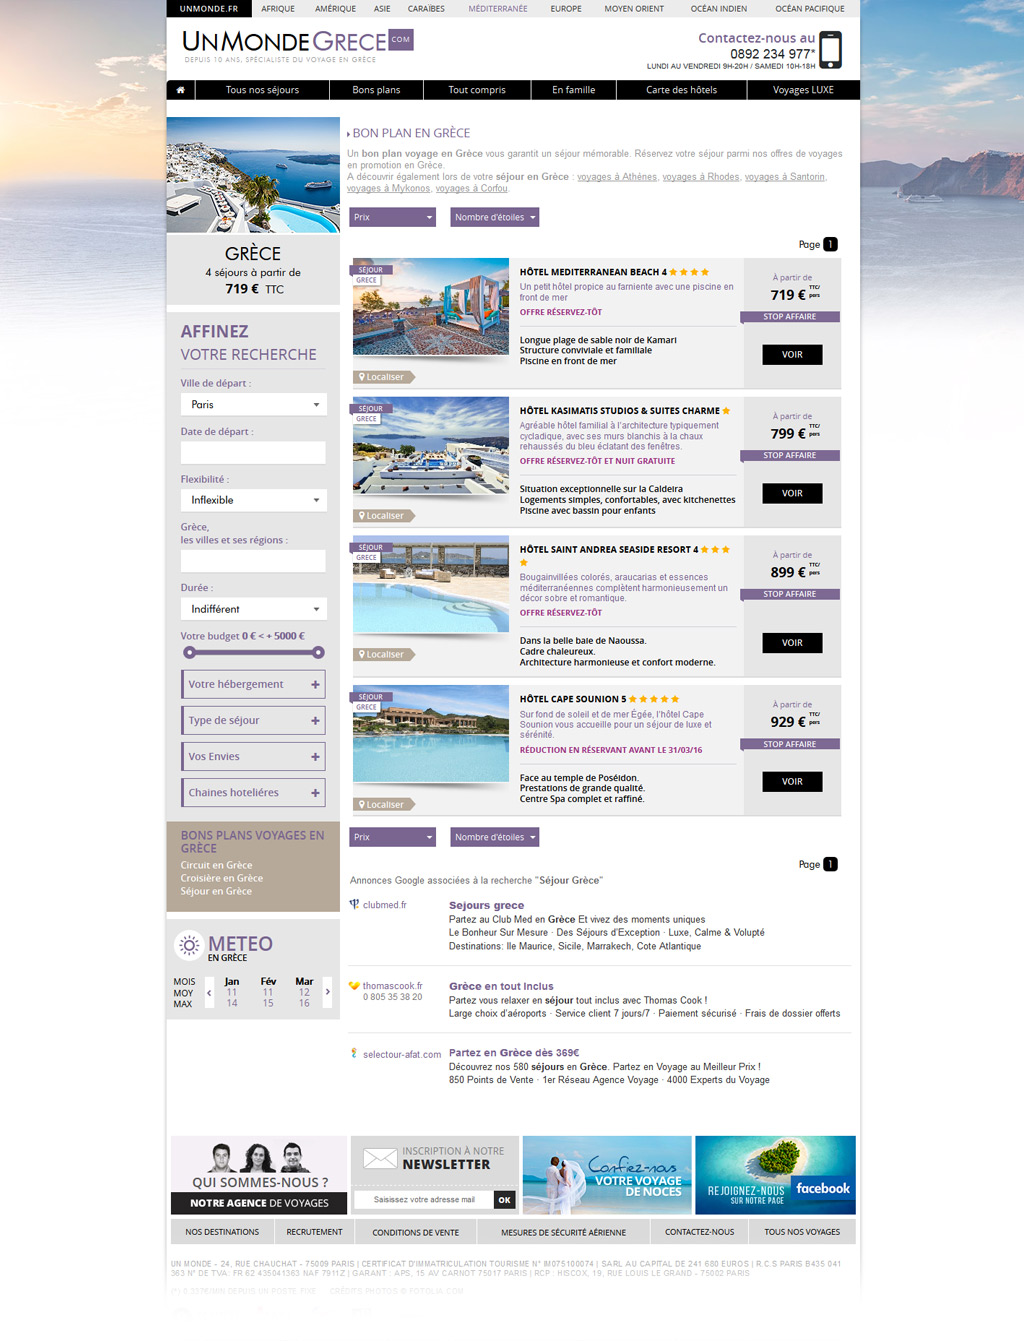 UNMONDE.FR AFRIQUE AMÉRIQUE ASIE CARAÏBES MÉDITERRANÉE EUROPE MOYEN ORIENT OCÉAN INDIEN OCÉAN PACIFIQUE
UNMONDEGRECE COM
DEPUIS 10 ANS, SPÉCIALISTE DU VOYAGE EN GRÈCE
Contactez-nous au
0892 234 977*
LUNDI AU VENDREDI 9H-20H / SAMEDI 10H-18H
Tous nos séjours Bons plans Tout compris En famille Carte des hôtels Voyages LUXE
GRÈCE
4 séjours à partir de
719 € TTC
AFFINEZ
VOTRE RECHERCHE
Ville de départ :
Paris
Date de départ :
Flexibilité :
Inflexible
Grèce,
les villes et ses régions :
Durée :
Indifférent
Votre budget 0 € < + 5000 €
Votre hébergement +
Type de séjour +
Vos Envies +
Chaines hoteliéres +
BONS PLANS VOYAGES EN
GRÈCE
Circuit en Grèce
Croisière en Grèce
Séjour en Grèce
METEO
EN GRÈCE
MOIS Jan Fév Mar
MOY 11 11 12
MAX 14 15 16
BON PLAN EN GRÈCE
Un bon plan voyage en Grèce vous garantit un séjour mémorable. Réservez votre séjour parmi nos offres de voyages
en promotion en Grèce.
A découvrir également lors de votre séjour en Grèce : voyages à Athènes, voyages à Rhodes, voyages à Santorin,
voyages à Mykonos, voyages à Corfou.
Prix Nombre d'étoiles
Page 1
SÉJOUR
GRECE
Localiser
HÔTEL MEDITERRANEAN BEACH 4
Un petit hôtel propice au farniente avec une piscine en
front de mer
OFFRE RÉSERVEZ-TÔT
Longue plage de sable noir de Kamari
Structure conviviale et familiale
Piscine en front de mer
À partir de
719 € TTC/ pers
STOP AFFAIRE
VOIR
SÉJOUR
GRECE
Localiser
HÔTEL KASIMATIS STUDIOS & SUITES CHARME
Agréable hôtel familial à l'architecture typiquement
cycladique, avec ses murs blanchis à la chaux
rehaussés du bleu éclatant des fenêtres.
OFFRE RÉSERVEZ-TÔT ET NUIT GRATUITE
Situation exceptionnelle sur la Caldeira
Logements simples, confortables, avec kitchenettes
Piscine avec bassin pour enfants
À partir de
799 € TTC/ pers
STOP AFFAIRE
VOIR
SÉJOUR
GRECE
Localiser
HÔTEL SAINT ANDREA SEASIDE RESORT 4
Bougainvillées colorés, araucarias et essences
méditerranéennes complètent harmonieusement un
décor sobre et romantique.
OFFRE RÉSERVEZ-TÔT
Dans la belle baie de Naoussa.
Cadre chaleureux.
Architecture harmonieuse et confort moderne.
À partir de
899 € TTC/ pers
STOP AFFAIRE
VOIR
SÉJOUR
GRECE
Localiser
HÔTEL CAPE SOUNION 5
Sur fond de soleil et de mer Égée, l'hôtel Cape
Sounion vous accueille pour un séjour de luxe et
sérénité.
RÉDUCTION EN RÉSERVANT AVANT LE 31/03/16
Face au temple de Poséidon.
Prestations de grande qualité.
Centre Spa complet et raffiné.
À partir de
929 € TTC/ pers
STOP AFFAIRE
VOIR
Prix Nombre d'étoiles
Page 1
Annonces Google associées à la recherche "Séjour Grèce"
clubmed.fr
Sejours grece
Partez au Club Med en Grèce Et vivez des moments uniques
Le Bonheur Sur Mesure · Des Séjours d'Exception · Luxe, Calme & Volupté
Destinations: Ile Maurice, Sicile, Marrakech, Cote Atlantique
thomascook.fr
0 805 35 38 20
Grèce en tout inclus
Partez vous relaxer en séjour tout inclus avec Thomas Cook !
Large choix d'aéroports · Service client 7 jours/7 · Paiement sécurisé · Frais de dossier offerts
selectour-afat.com
Partez en Grèce dès 369€
Découvrez nos 580 séjours en Grèce. Partez en Voyage au Meilleur Prix !
850 Points de Vente · 1er Réseau Agence Voyage · 4000 Experts du Voyage
QUI SOMMES-NOUS ?
NOTRE AGENCE DE VOYAGES
INSCRIPTION À NOTRE
NEWSLETTER
Saisissez votre adresse mail OK
Confiez-nous
VOTRE VOYAGE
DE NOCES
REJOIGNEZ-NOUS
SUR NOTRE PAGE
facebook
NOS DESTINATIONS RECRUTEMENT CONDITIONS DE VENTE MESURES DE SÉCURITÉ AÉRIENNE CONTACTEZ-NOUS TOUS NOS VOYAGES
UN MONDE - 24, RUE CHAUCHAT - 75009 PARIS | CERTIFICAT D'IMMATRICULATION TOURISME N° IM075100074 | SARL AU CAPITAL DE 241 680 EUROS | R.C.S PARIS B435 041
363 N° DE TVA: FR 62 435041363 NAF 7911Z | GARANT : APS, 15 AV CARNOT 75017 PARIS | RCP : HISCOX, 19, RUE LOUIS LE GRAND - 75002 PARIS
DEPUIS UN POSTE FIXE CRÉDITS PHOTOS © FOTOLIA.COM